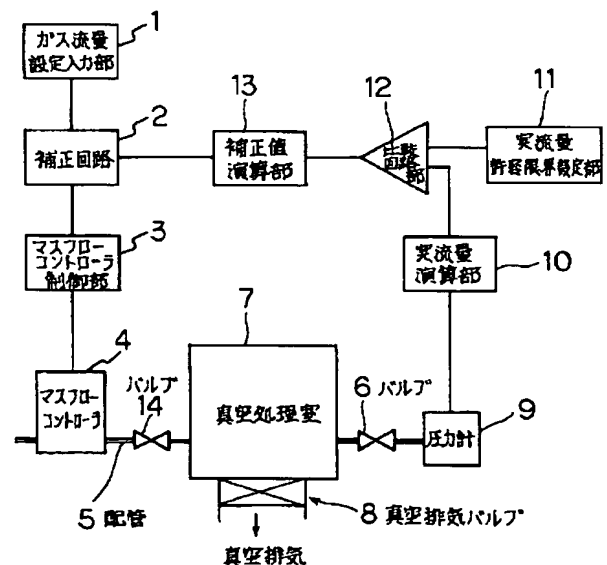 1
ガス流量
設定入力部
2
補正回路
13
補正値
演算部
12
比較
回路部
11
実流量
許容限界設定部
3
マスフロー
コントローラ
制御部
10
実流量
演算部
4
マスフロー
コントローラ
バルブ
14
7
真空処理室
6 バルブ
9
圧力計
5 配管
8 真空排気バルブ
真空排気